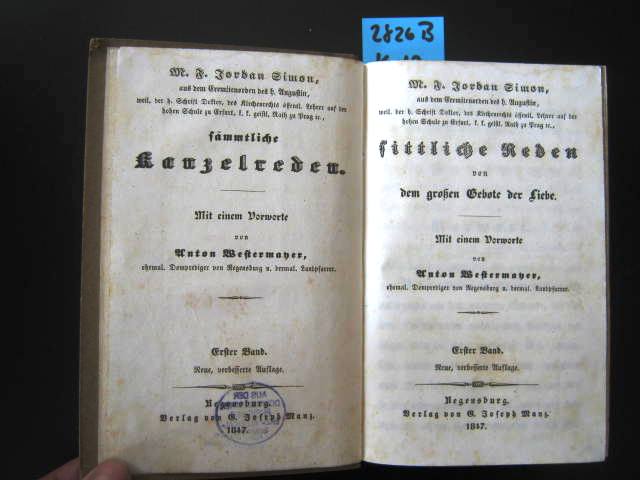 2826 B
M. F. Jordan Simon,
aus dem Eremitenorden des h. Augustin,
weil. der h. Schrift Doktor, des Kirchenrechts öffentl. Lehrer auf der
hohen Schule zu Erfurt, k. k. geistl. Rath zu Prag ꝛc.,
sämmtliche
Kanzelreden.
Mit einem Vorworte
von
Anton Westermayer,
ehemal. Domprediger von Regensburg u. dermal. Landpfarrer.
Erster Band.
Neue, verbesserte Auflage.
Regensburg.
Verlag von G. Joseph Manz.
1847.
AUS DER
M. F. Jordan Simon,
aus dem Eremitenorden des h. Augustin,
weil. der h. Schrift Doktor, des Kirchenrechts öffentl. Lehrer auf der
hohen Schule zu Erfurt, k. k. geistl. Rath zu Prag ꝛc.,
sittliche Reden
von
dem großen Gebote der Liebe.
Mit einem Vorworte
von
Anton Westermayer,
ehemal. Domprediger von Regensburg u. dermal. Landpfarrer.
Erster Band.
Neue, verbesserte Auflage.
Regensburg.
Verlag von G. Joseph Manz.
1847.